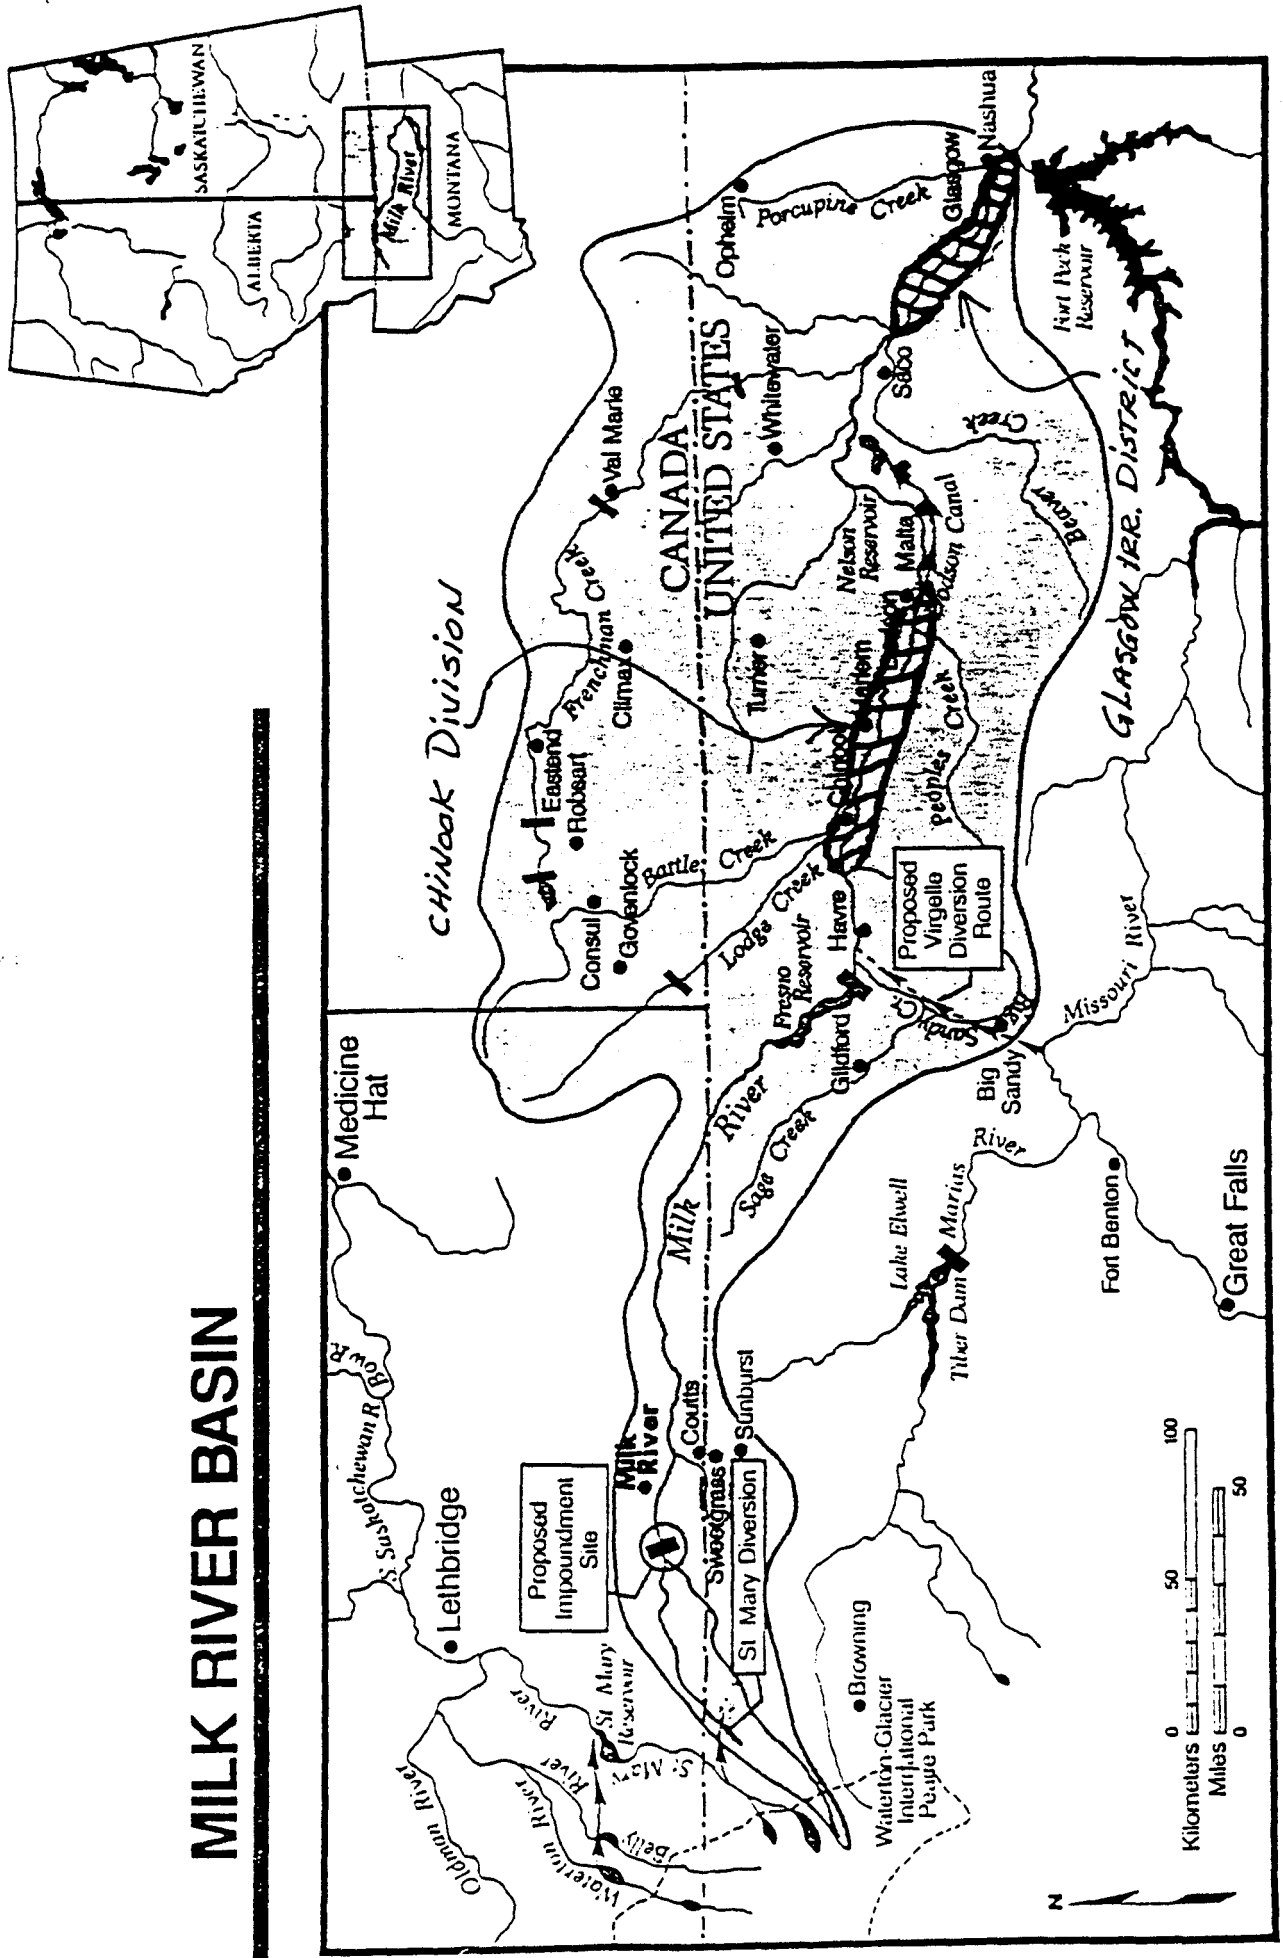 MILK RIVER BASIN
SASKATCHEWAN
ALBERTA
Milk River
MONTANA
CHINOOK DIVISION
Medicine
Hat
Bow R.
S. Saskatchewan R.
Lethbridge
Oldman River
Waterton River
Belly
River
St. Mary
River
St Mary
Reservoir
Proposed
Impoundment
Site
Milk
River
Coutts
Sweetgrass
Sunburst
St Mary Diversion
Milk
River
Consul
Govenlock
Robsart
Eastend
Climax
Val Marie
Frenchman Creek
Battle Creek
Lodge Creek
CANADA
UNITED STATES
Turner
Whitewater
Opheim
Porcupine Creek
Glasgow
Nashua
Saco
Nelson
Reservoir
Malta
Dodson Canal
Harlem
Chinook
Havre
Fresno
Reservoir
Gildford
Sage Creek
Big Sandy Cr.
Big
Sandy
Proposed
Virgelle
Diversion
Route
Peoples Creek
Beaver Creek
Fort Peck
Reservoir
GLASGOW IRR. DISTRICT
Missouri River
Marias River
Lake Elwell
Tiber Dam
Fort Benton
Great Falls
Browning
Waterton-Glacier
International
Peace Park
Kilometers 0 50 100
Miles 0 50
N